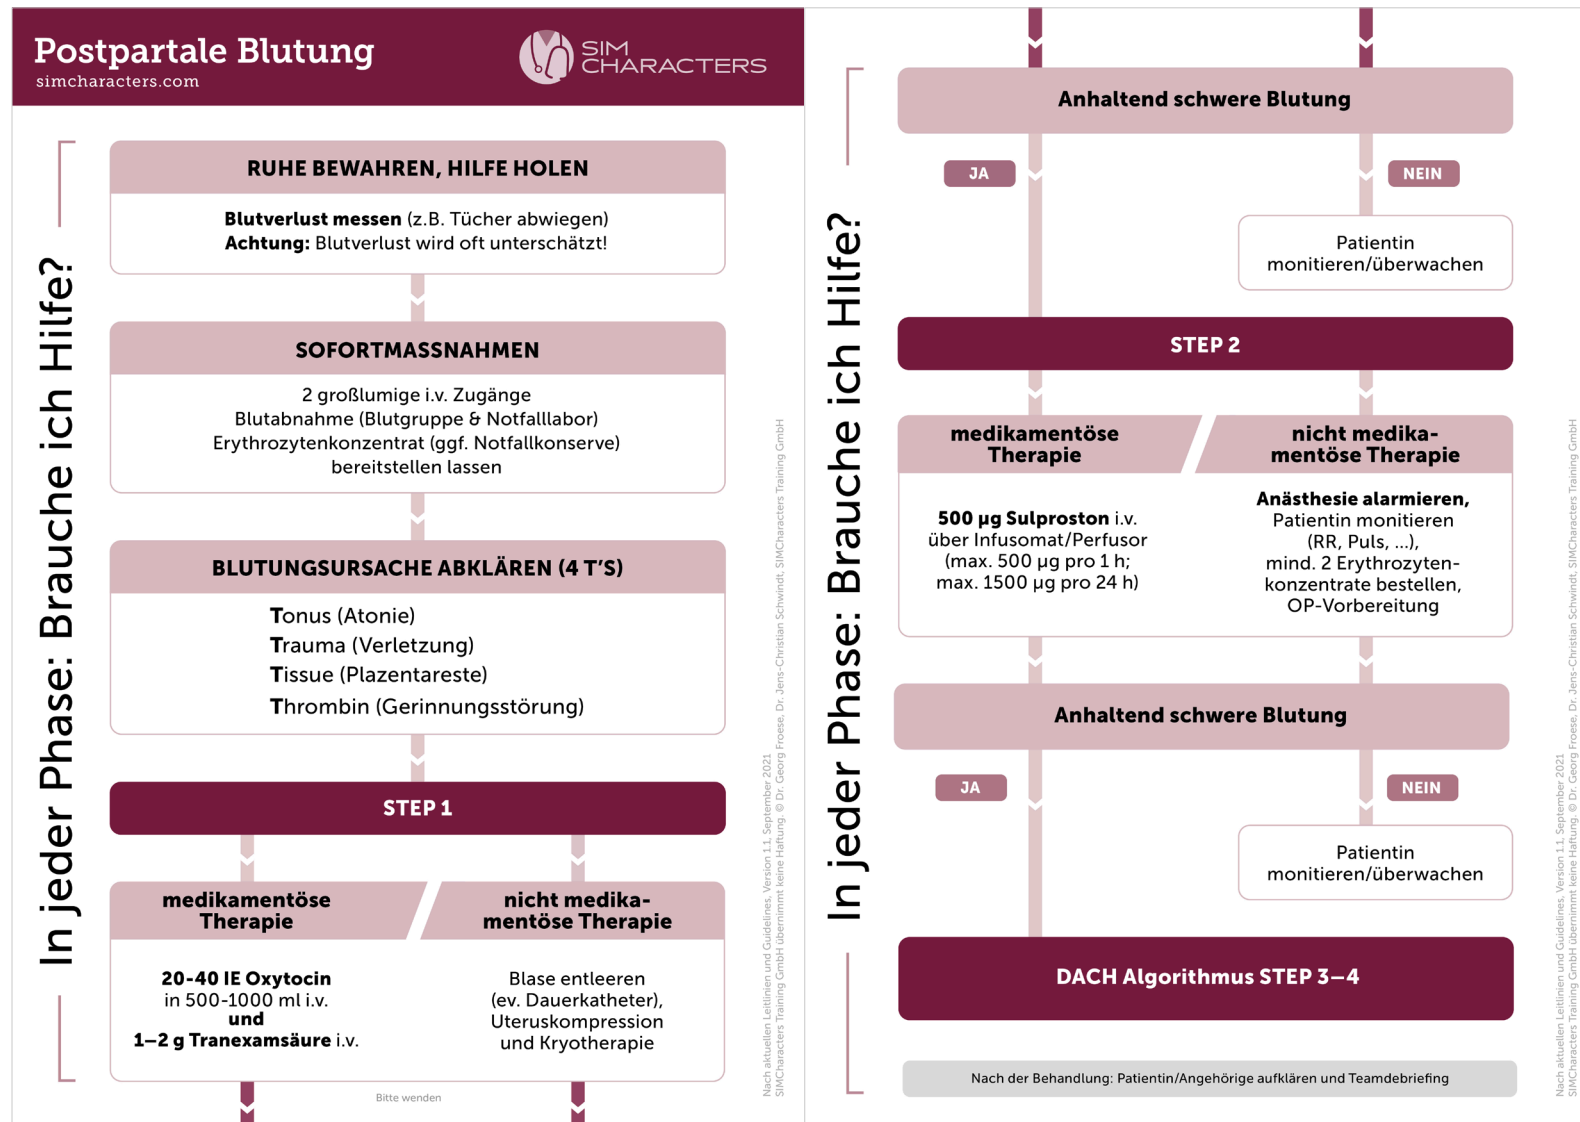 Postpartale Blutung
simcharacters.com
SIM
CHARACTERS
In jeder Phase: Brauche ich Hilfe?
RUHE BEWAHREN, HILFE HOLEN
Blutverlust messen (z.B. Tücher abwiegen)
Achtung: Blutverlust wird oft unterschätzt!
SOFORTMASSNAHMEN
2 großlumige i.v. Zugänge
Blutabnahme (Blutgruppe & Notfalllabor)
Erythrozytenkonzentrat (ggf. Notfallkonserve)
bereitstellen lassen
BLUTUNGSURSACHE ABKLÄREN (4 T'S)
Tonus (Atonie)
Trauma (Verletzung)
Tissue (Plazentareste)
Thrombin (Gerinnungsstörung)
STEP 1
medikamentöse
Therapie
20-40 IE Oxytocin
in 500-1000 ml i.v.
und
1–2 g Tranexamsäure i.v.
nicht medika-
mentöse Therapie
Blase entleeren
(ev. Dauerkatheter),
Uteruskompression
und Kryotherapie
Bitte wenden
Nach aktuellen Leitlinien und Guidelines, Version 1.1, September 2021
SIMCharacters Training GmbH übernimmt keine Haftung. © Dr. Georg Froese, Dr. Jens-Christian Schwindt, SIMCharacters Training GmbH
In jeder Phase: Brauche ich Hilfe?
Anhaltend schwere Blutung
JA
NEIN
Patientin
monitieren/überwachen
STEP 2
medikamentöse
Therapie
500 µg Sulproston i.v.
über Infusomat/Perfusor
(max. 500 µg pro 1 h;
max. 1500 µg pro 24 h)
nicht medika-
mentöse Therapie
Anästhesie alarmieren,
Patientin monitieren
(RR, Puls, ...),
mind. 2 Erythrozyten-
konzentrate bestellen,
OP-Vorbereitung
Anhaltend schwere Blutung
JA
NEIN
Patientin
monitieren/überwachen
DACH Algorithmus STEP 3–4
Nach der Behandlung: Patientin/Angehörige aufklären und Teamdebriefing
Nach aktuellen Leitlinien und Guidelines, Version 1.1, September 2021
SIMCharacters Training GmbH übernimmt keine Haftung. © Dr. Georg Froese, Dr. Jens-Christian Schwindt, SIMCharacters Training GmbH